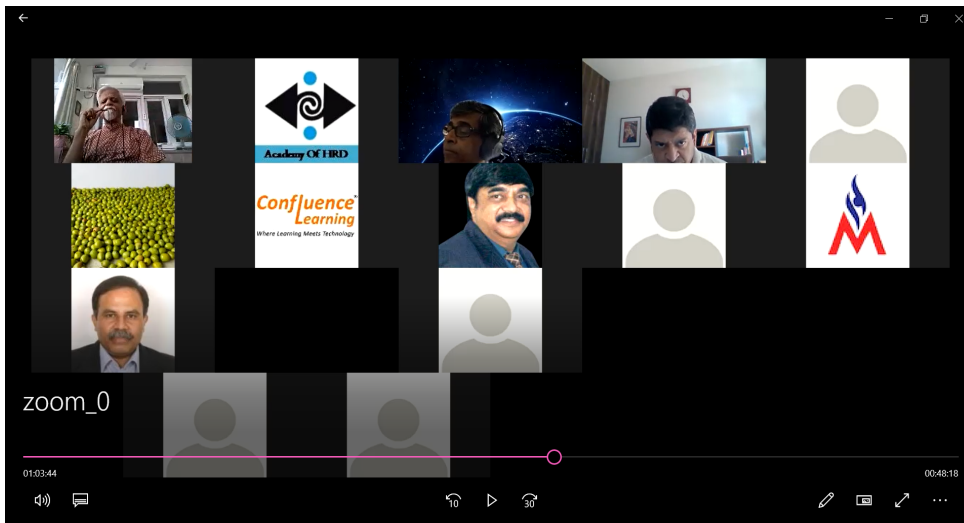 Academy Of HRD
Confluence®
Learning
Where Learning Meets Technology
zoom_0
01:03:44
00:48:18
10
30